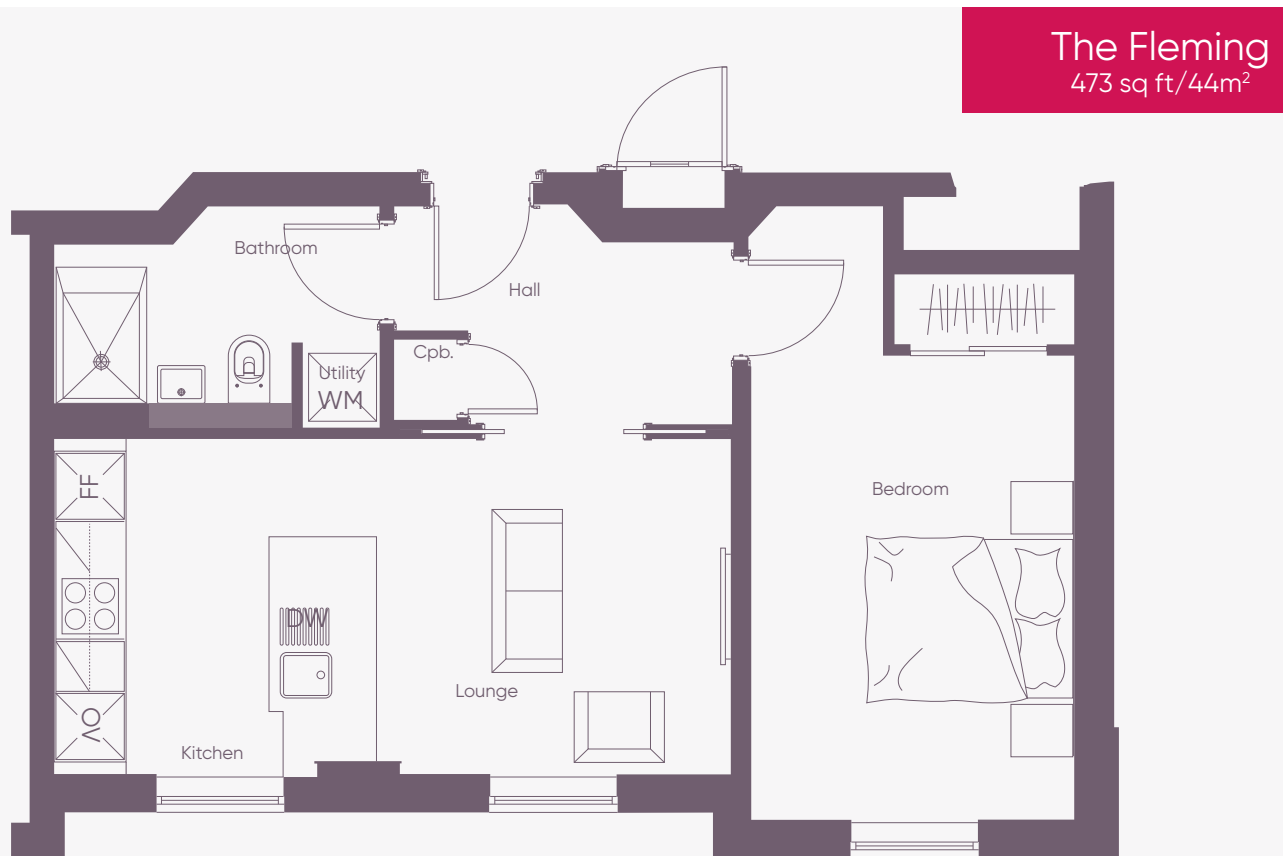 The Fleming
473 sq ft/44m²
Bathroom
Hall
Cpb.
Utility
WM
FF
Bedroom
DW
Lounge
OV
Kitchen